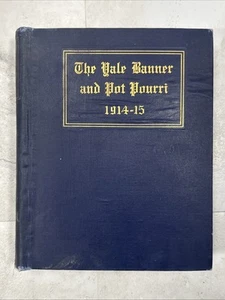 The Yale Banner
and Pot Pourri
1914-15